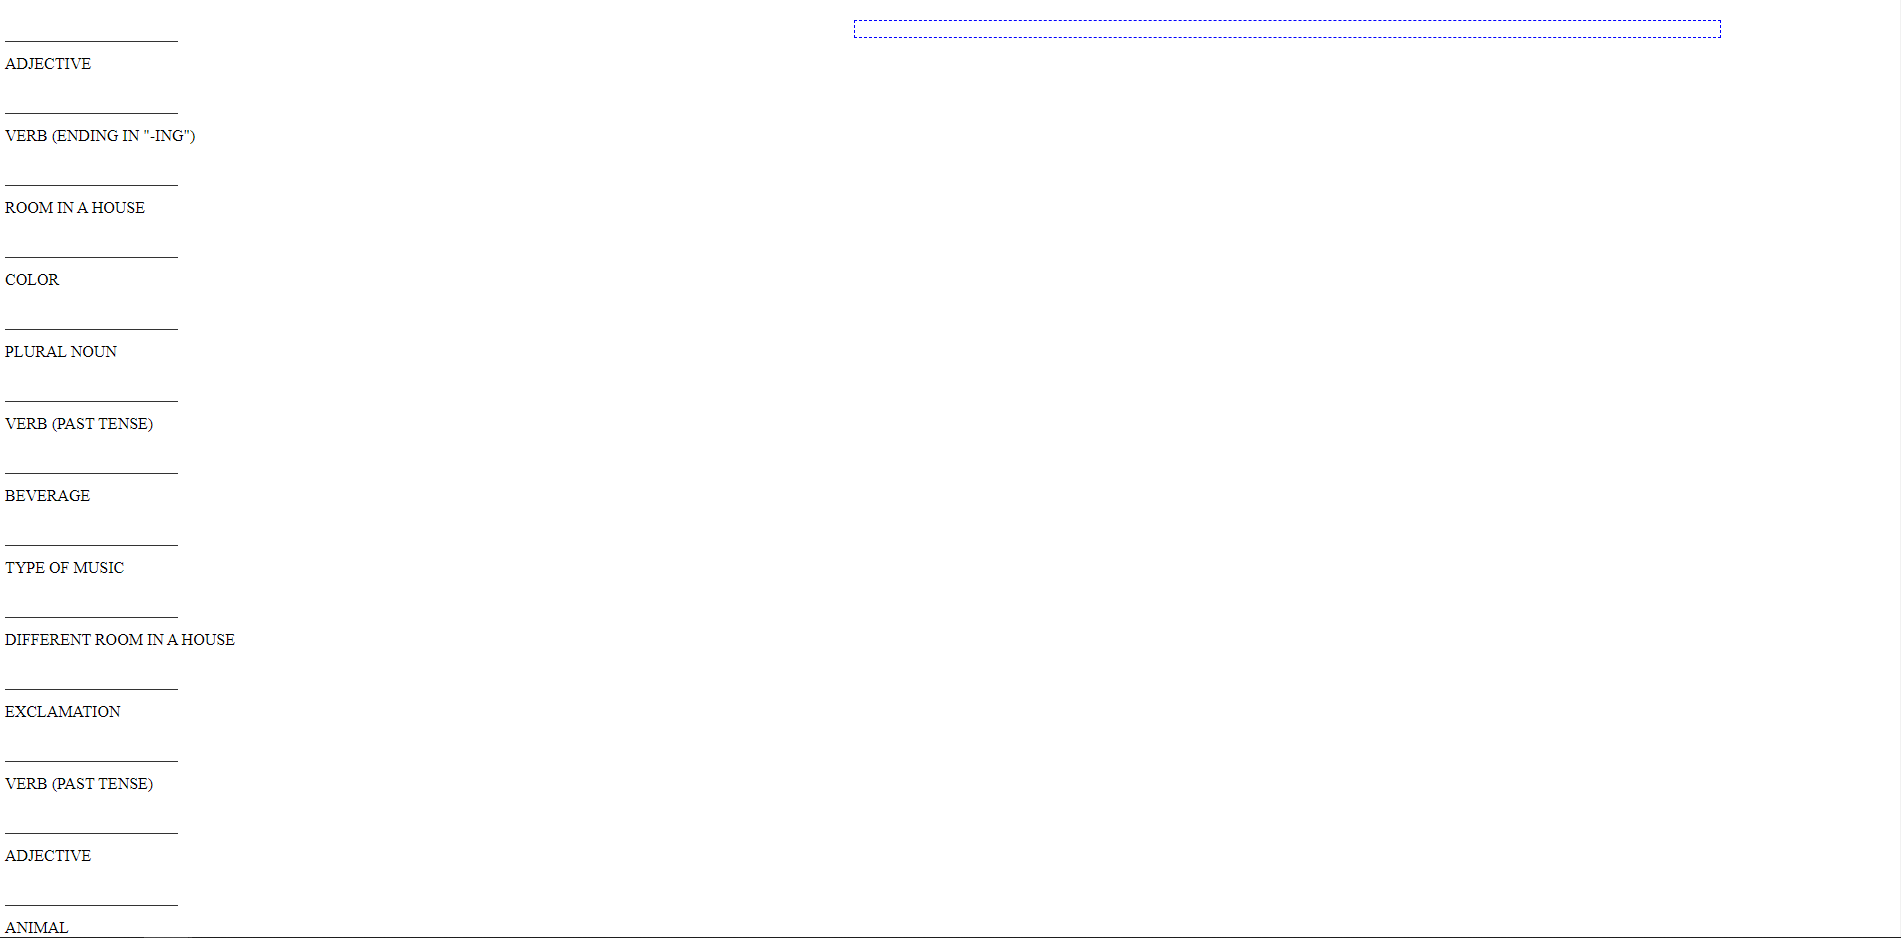 ADJECTIVE
VERB (ENDING IN "-ING")
ROOM IN A HOUSE
COLOR
PLURAL NOUN
VERB (PAST TENSE)
BEVERAGE
TYPE OF MUSIC
DIFFERENT ROOM IN A HOUSE
EXCLAMATION
VERB (PAST TENSE)
ADJECTIVE
ANIMAL